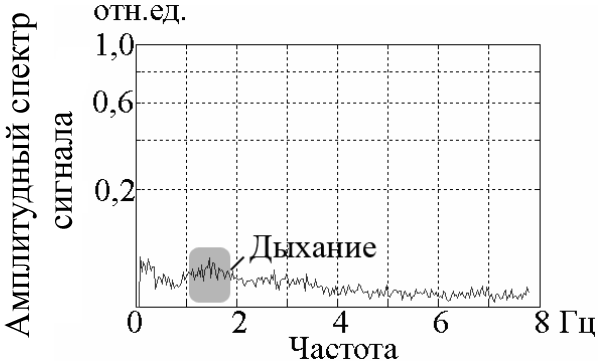 отн.ед.
Амплитудный спектр
сигнала
1,0
0,6
0,2
Дыхание
0 2 4 6 8 Гц
Частота